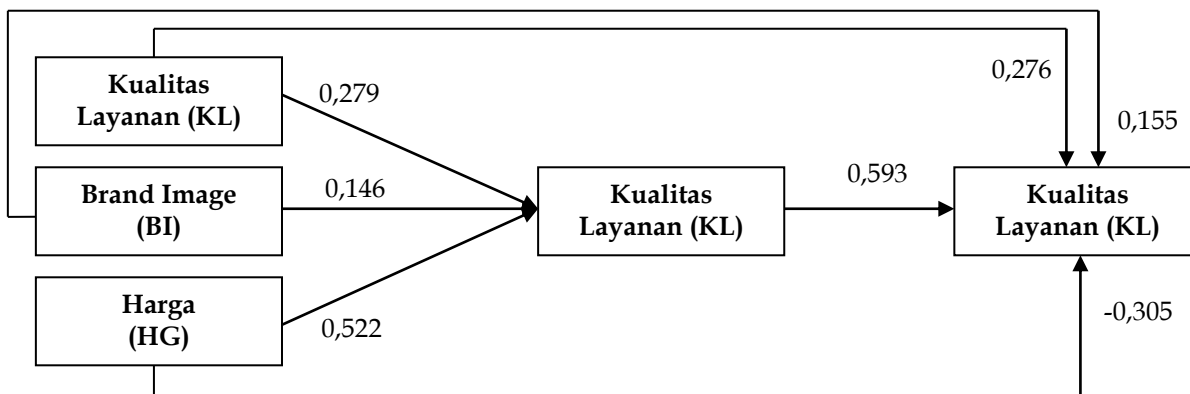 Kualitas
Layanan (KL)
0,279
0,276
0,155
Brand Image
(BI)
0,146
Kualitas
Layanan (KL)
0,593
Kualitas
Layanan (KL)
Harga
(HG)
0,522
-0,305